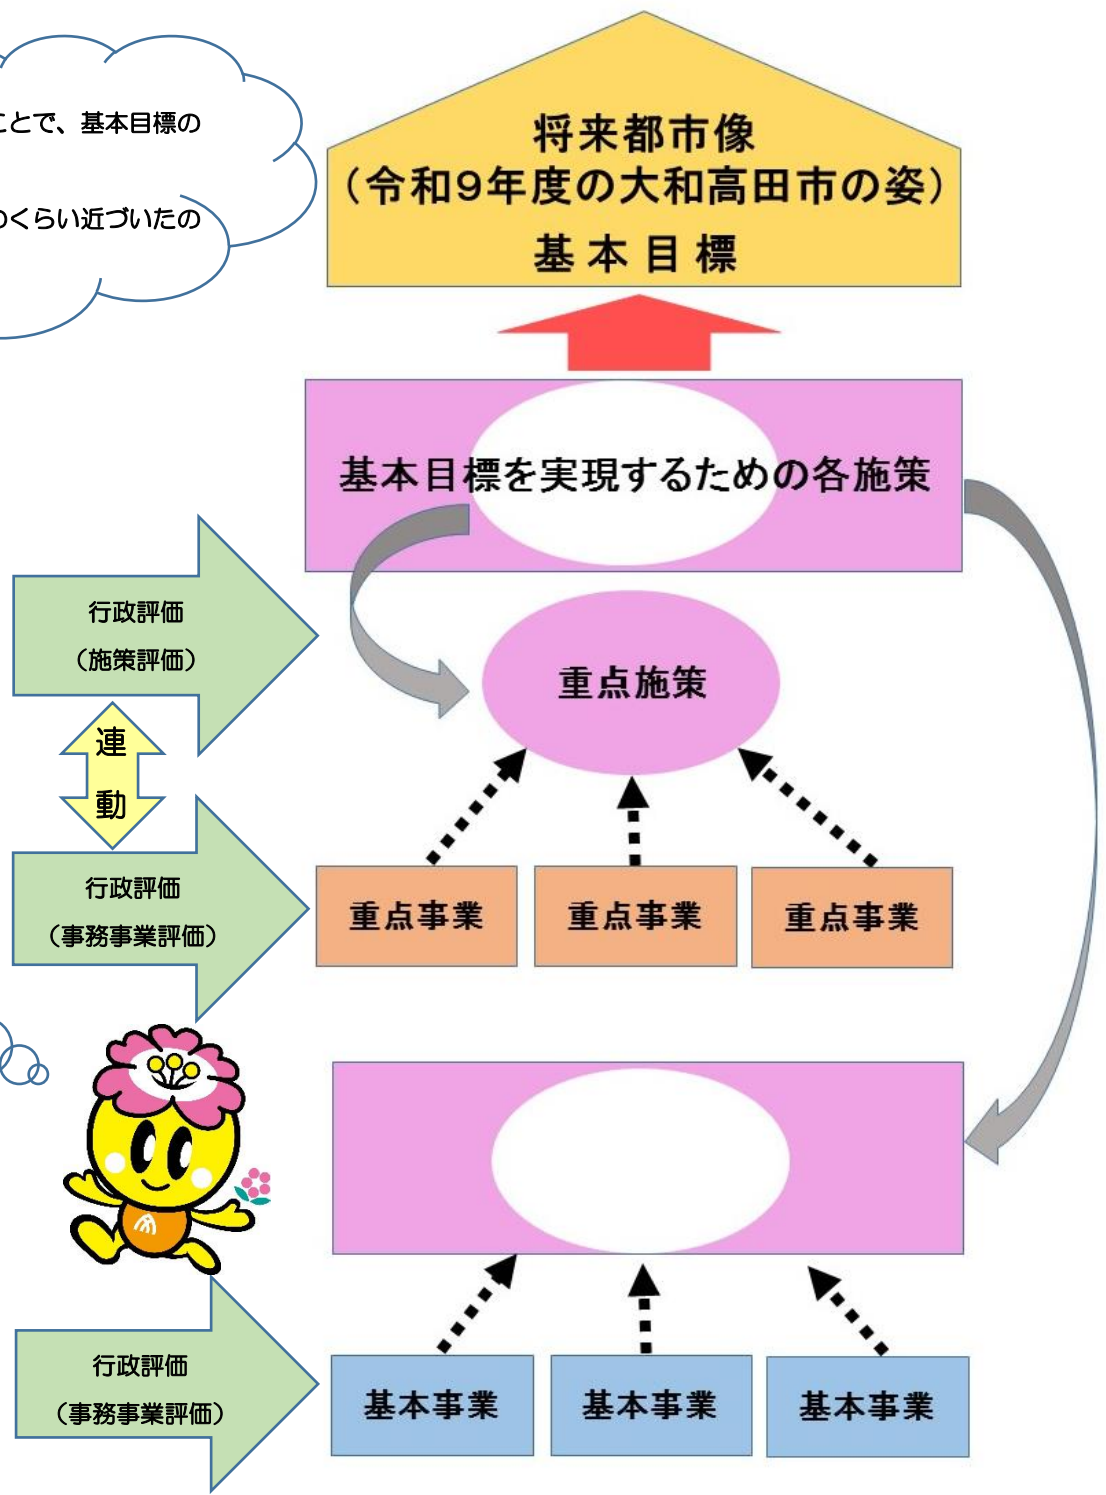 ことで、基本目標の
のくらい近づいたの
将来都市像
（令和9年度の大和高田市の姿）
基本目標
基本目標を実現するための各施策
行政評価
（施策評価）
重点施策
連
動
行政評価
（事務事業評価）
重点事業
重点事業
重点事業
行政評価
（事務事業評価）
基本事業
基本事業
基本事業